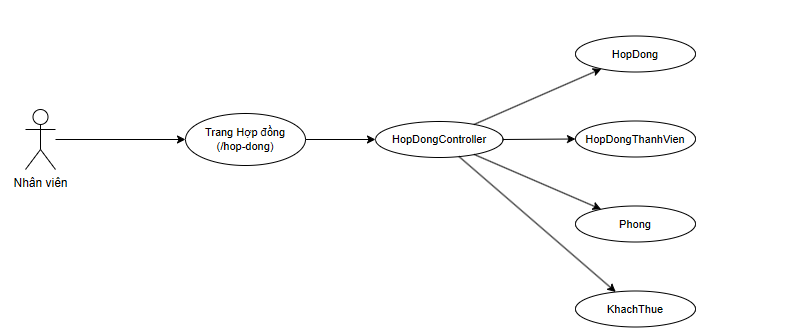 HopDong
Trang Hợp đồng
(/hop-dong)
HopDongController
HopDongThanhVien
Nhân viên
Phong
KhachThue